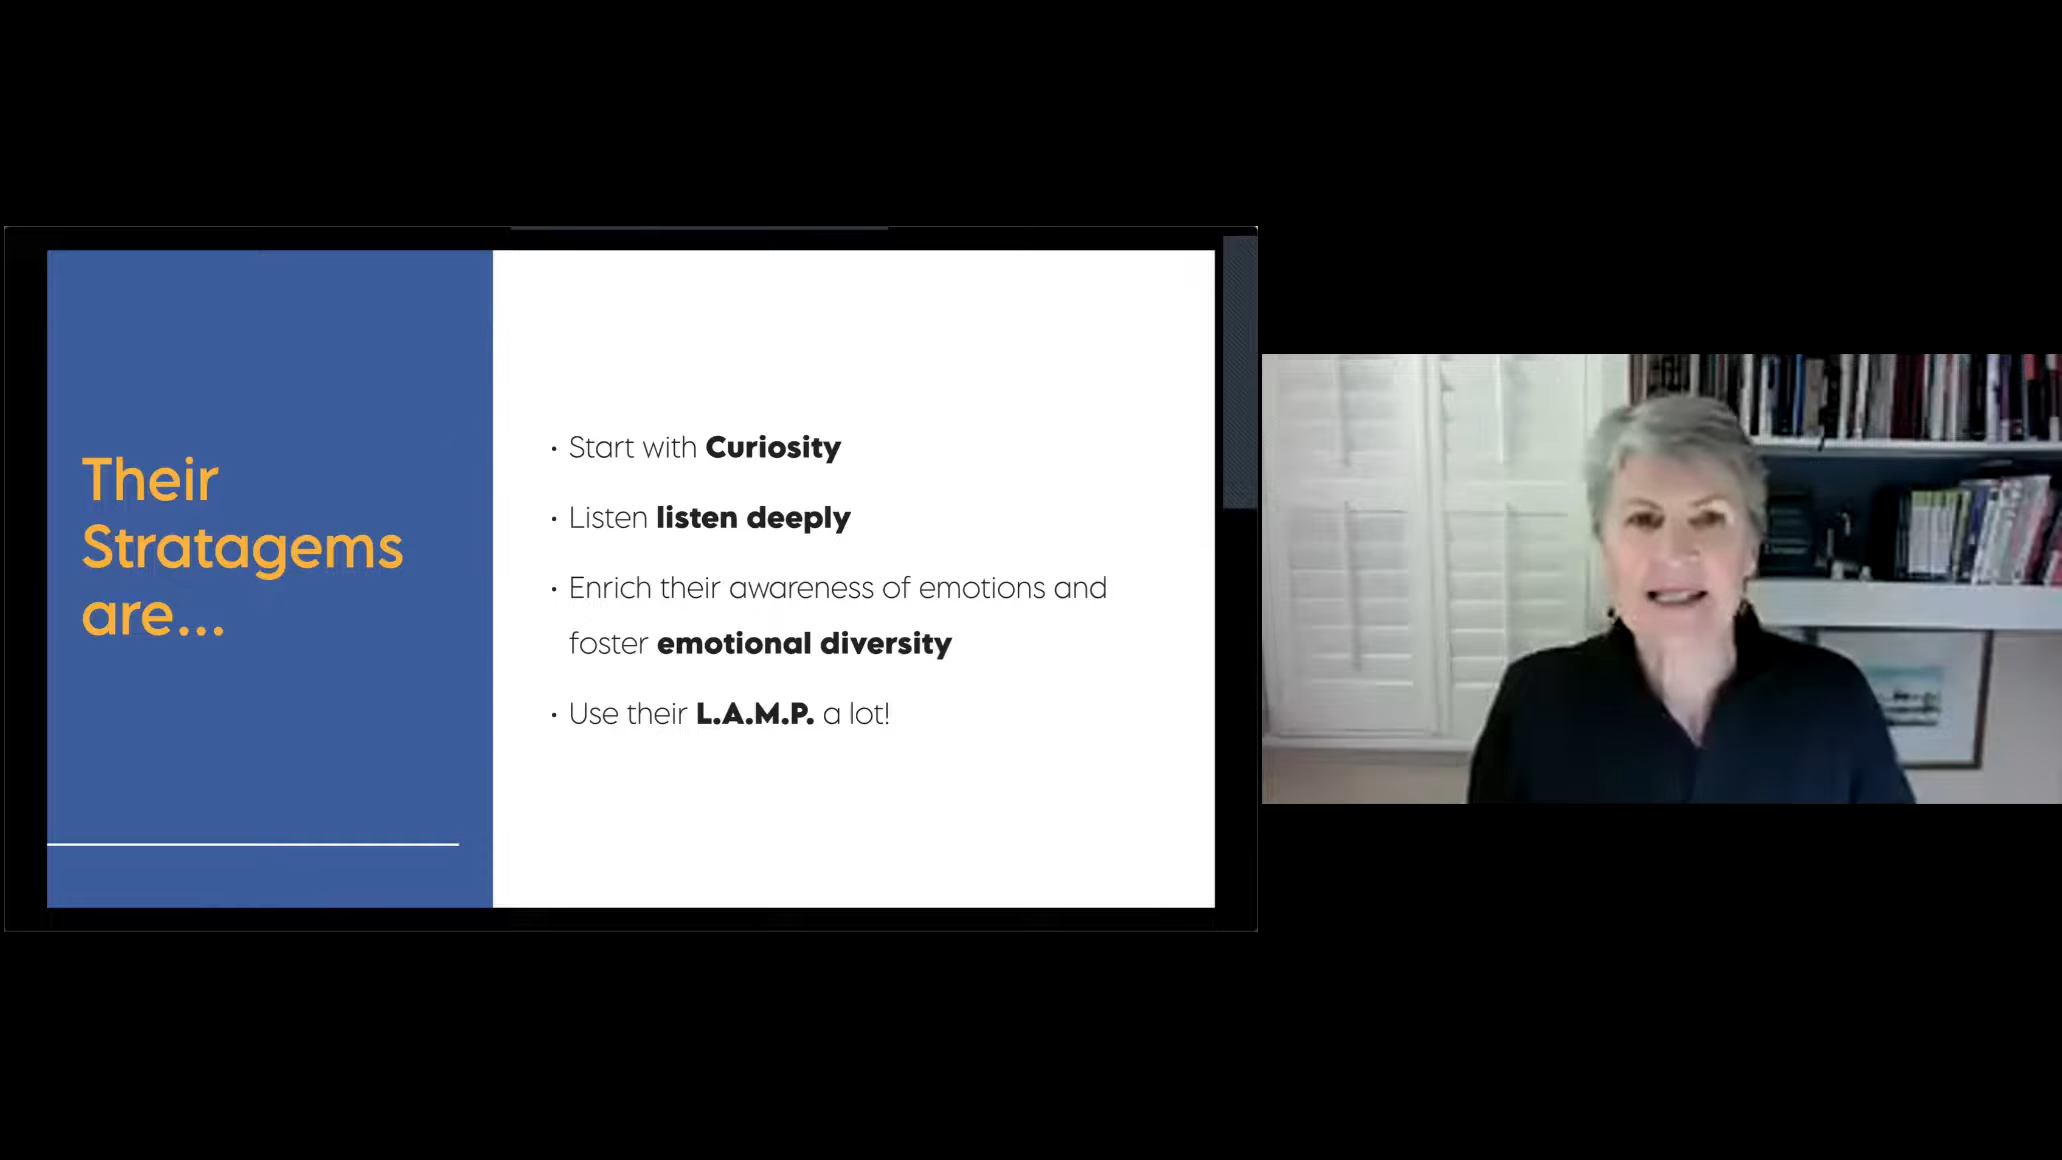 Their
Stratagems
are...
• Start with Curiosity
• Listen listen deeply
• Enrich their awareness of emotions and
foster emotional diversity
• Use their L.A.M.P. a lot!